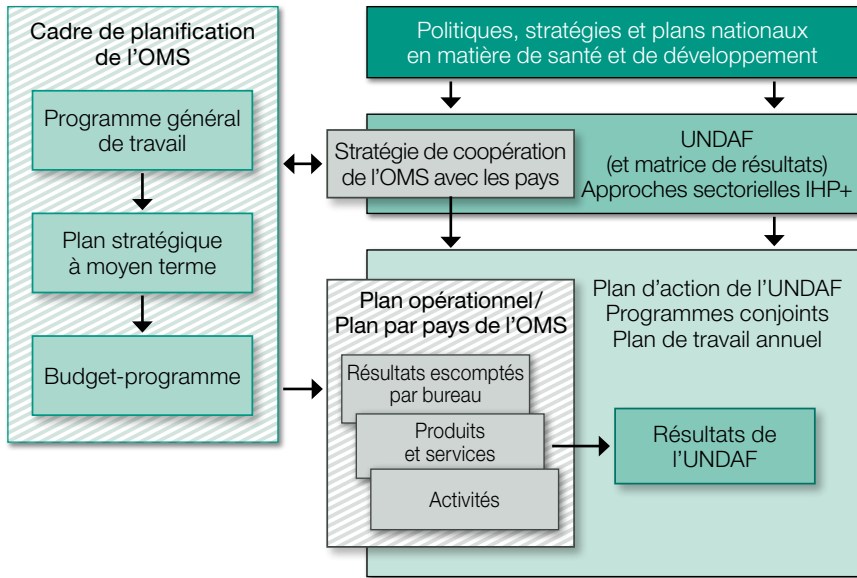 Cadre de planification
de l'OMS
Programme général
de travail
Plan stratégique
à moyen terme
Budget-programme
Politiques, stratégies et plans nationaux
en matière de santé et de développement
Stratégie de coopération
de l'OMS avec les pays
UNDAF
(et matrice de résultats)
Approches sectorielles IHP+
Plan opérationnel/
Plan par pays de l'OMS
Résultats escomptés
par bureau
Produits
et services
Activités
Plan d'action de l'UNDAF
Programmes conjoints
Plan de travail annuel
Résultats de
l'UNDAF